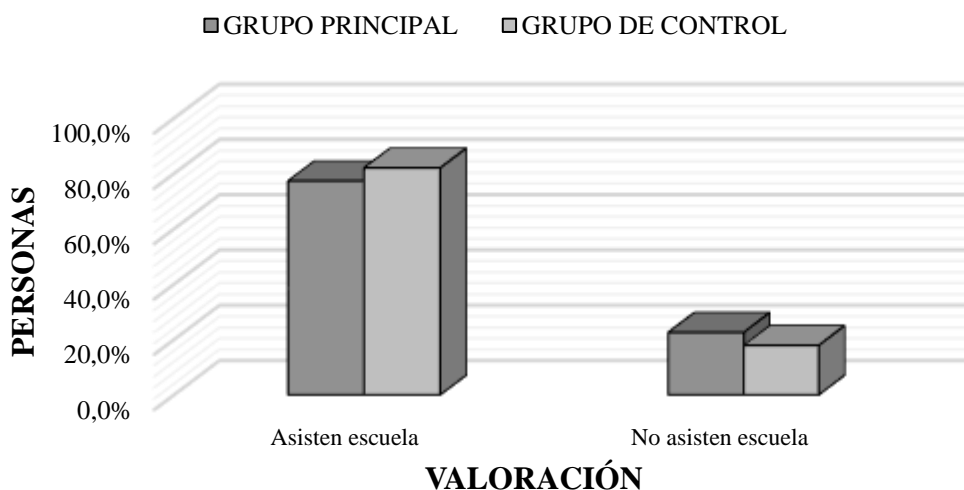 GRUPO PRINCIPAL GRUPO DE CONTROL
100,0%
80,0%
60,0%
40,0%
20,0%
0,0%
PERSONAS
Asisten escuela No asisten escuela
VALORACIÓN